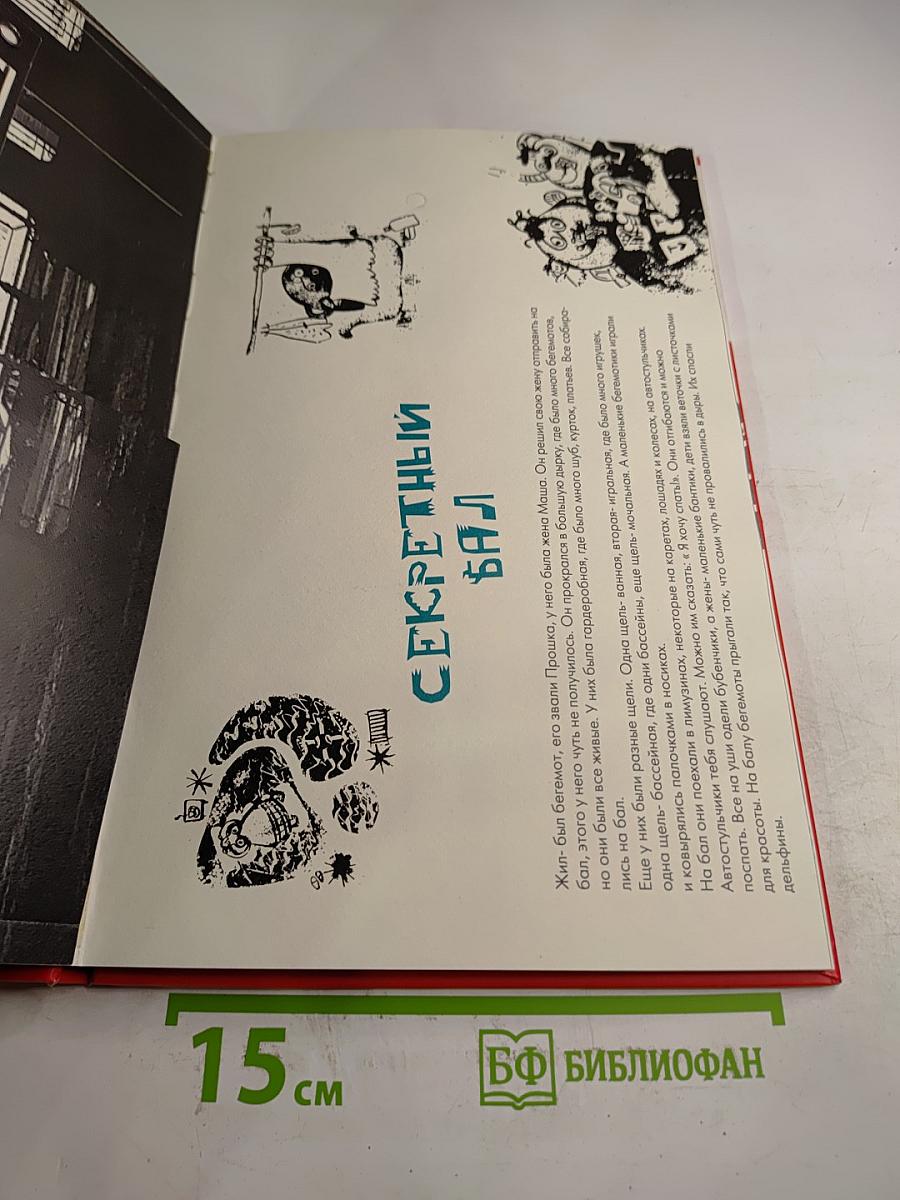 СЕКРЕТНЫЙ
БАЛ
Жил- был бегемот, его звали Прошка, у него была жена Маша. Он решил свою жену отправить на
бал, этого у него чуть не получилось. Он прокрался в большую дырку, где было много бегемотов,
но они были все живые. У них была гардеробная, где было много шуб, курток, платьев. Все собира-
лись на бал.
Еще у них были разные щели. Одна щель- ванная, вторая- игральная, где было много игрушек,
одна щель- бассейная, где одни бассейны, еще щель- мочальная. А маленькие бегемотики играли
и ковырялись палочками в носиках.
На бал они поехали в лимузинах, некоторые на каретах, лошадях и колесах, на автостульчиках.
Автостульчики тебя слушают. Можно им сказать: « Я хочу спать!». Они отгибаются и можно
поспать. Все на уши одели бубенчики, а жены- маленькие бантики, дети взяли веточки с листочками
для красоты. На балу бегемоты прыгали так, что сами чуть не провалились в дыры. Их спасли
дельфины.
15 см
БФ БИБЛИОФАН